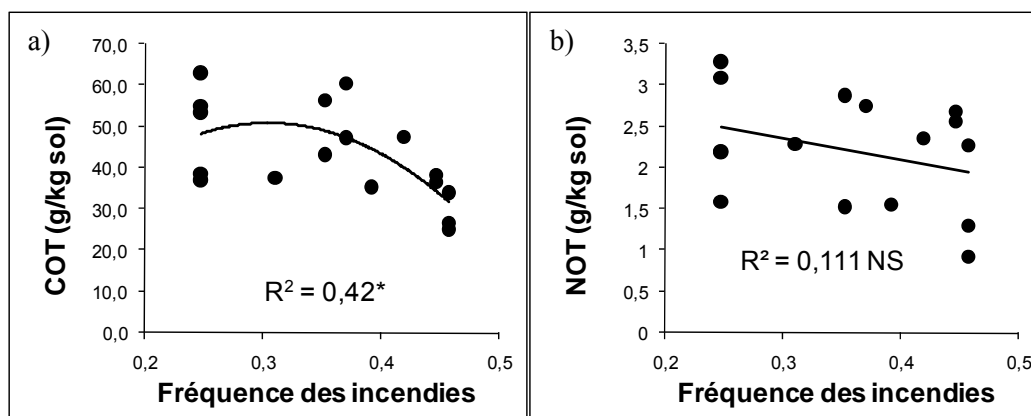 a)
COT (g/kg sol)
70,0
60,0
50,0
40,0
30,0
20,0
10,0
0,0
R² = 0,42*
0,2 0,3 0,4 0,5
Fréquence des incendies
b)
NOT (g/kg sol)
3,5
3
2,5
2
1,5
1
0,5
0
R² = 0,111 NS
0,2 0,3 0,4 0,5
Fréquence des incendies